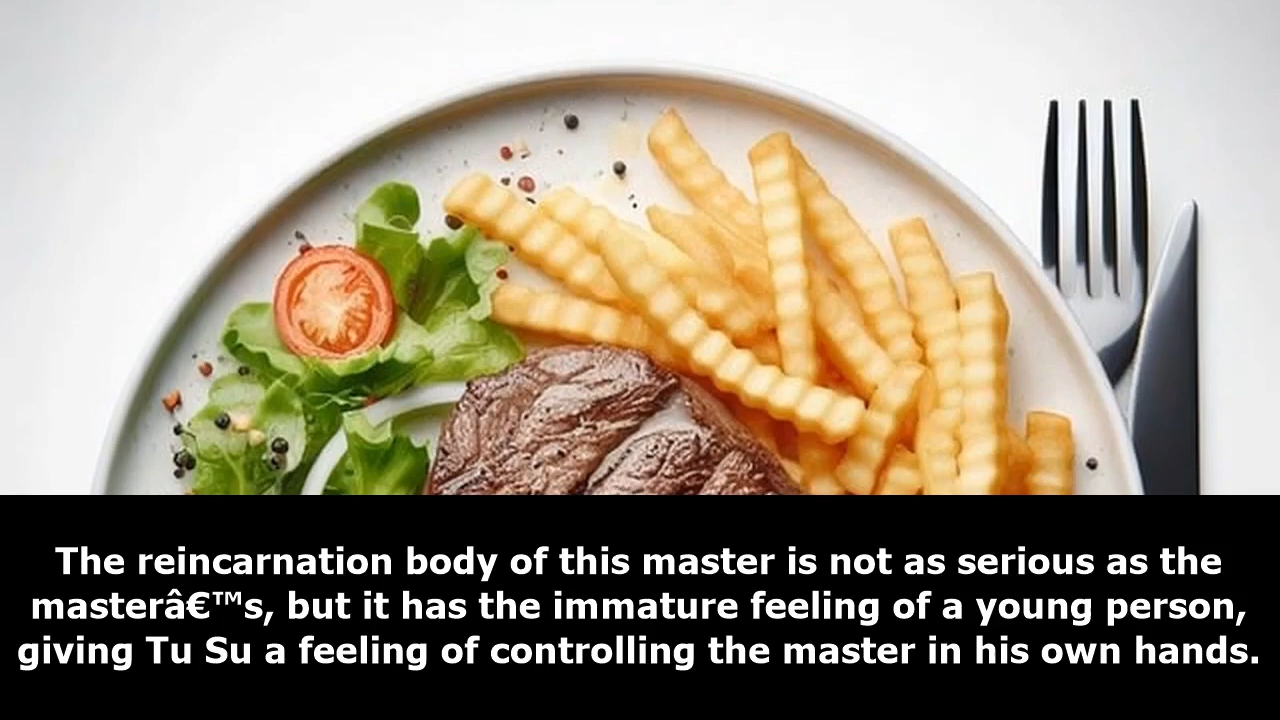 The reincarnation body of this master is not as serious as the
masterâ€™s, but it has the immature feeling of a young person,
giving Tu Su a feeling of controlling the master in his own hands.